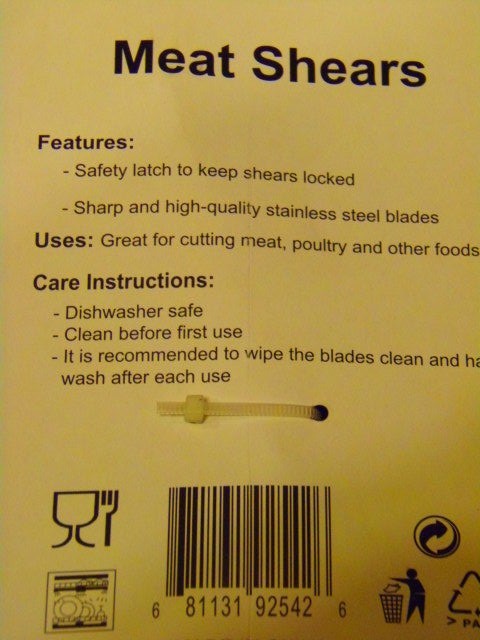 Meat Shears
Features:
- Safety latch to keep shears locked
- Sharp and high-quality stainless steel blades
Uses: Great for cutting meat, poultry and other foods
Care Instructions:
- Dishwasher safe
- Clean before first use
- It is recommended to wipe the blades clean and ha
wash after each use
6 81131 92542 6
> PA